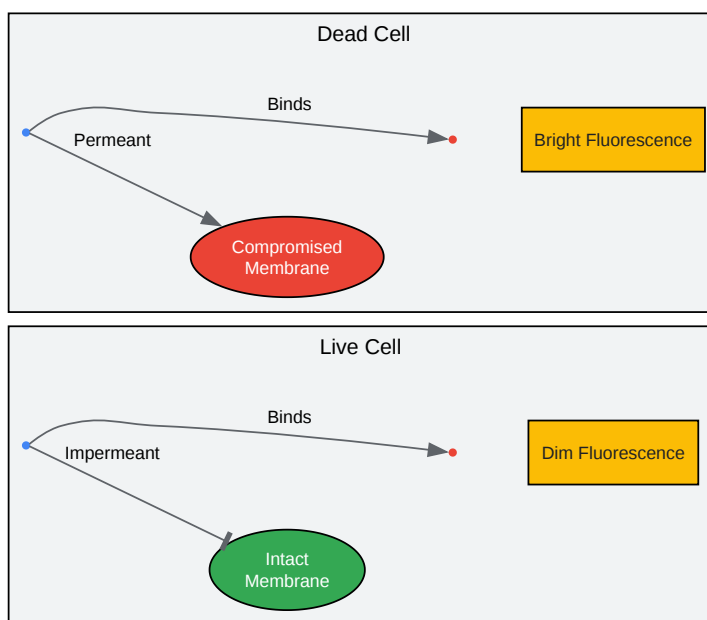 Dead Cell
Binds
Permeant
Bright Fluorescence
Compromised
Membrane
Live Cell
Binds
Impermeant
Dim Fluorescence
Intact
Membrane